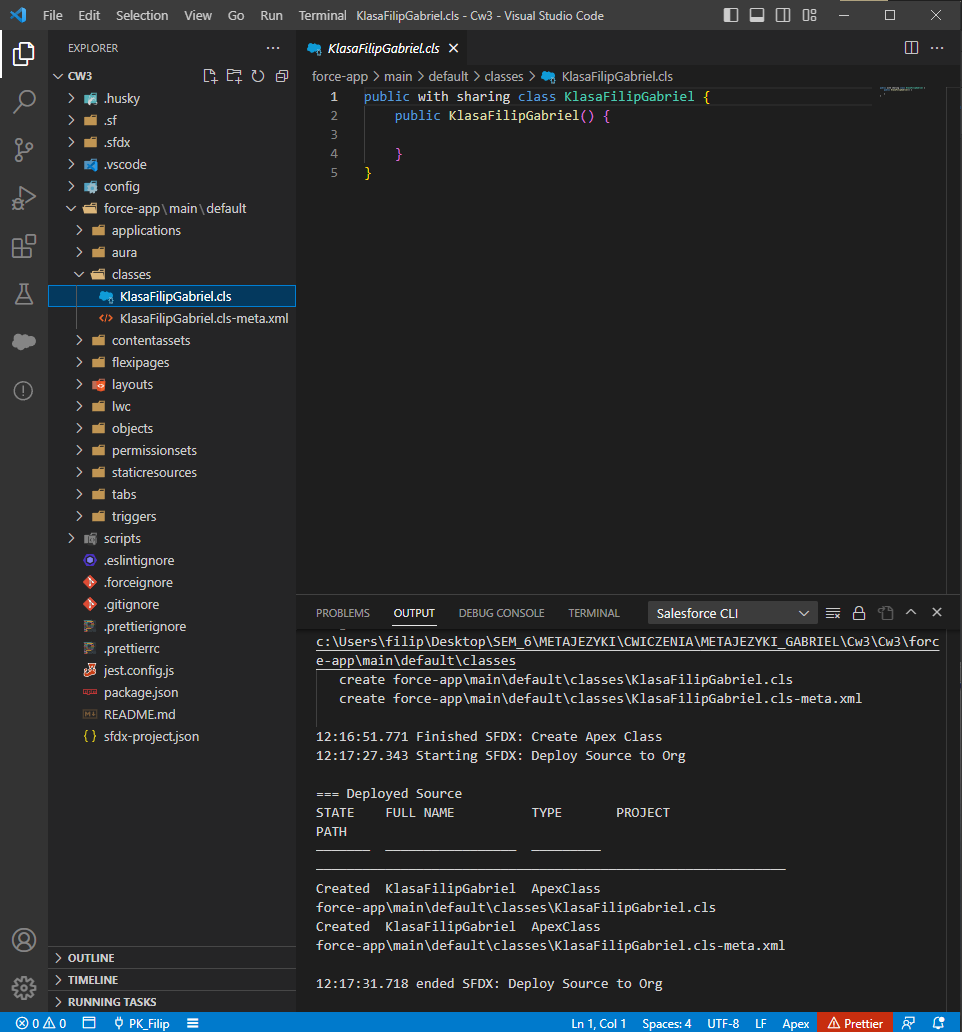 File Edit Selection View Go Run Terminal KlasaFilipGabriel.cls - Cw3 - Visual Studio Code
EXPLORER
CW3
.husky
.sf
.sfdx
.vscode
config
force-app\main\default
applications
aura
classes
KlasaFilipGabriel.cls
KlasaFilipGabriel.cls-meta.xml
contentassets
flexipages
layouts
lwc
objects
permissionsets
staticresources
tabs
triggers
scripts
.eslintignore
.forceignore
.gitignore
.prettierignore
.prettierrc
jest.config.js
package.json
README.md
sfdx-project.json
OUTLINE
TIMELINE
RUNNING TASKS
KlasaFilipGabriel.cls
force-app > main > default > classes > KlasaFilipGabriel.cls
1 public with sharing class KlasaFilipGabriel {
2 public KlasaFilipGabriel() {
3
4 }
5 }
PROBLEMS OUTPUT DEBUG CONSOLE TERMINAL Salesforce CLI
c:\Users\filip\Desktop\SEM_6\METAJEZYKI\CWICZENIA\METAJEZYKI_GABRIEL\Cw3\Cw3\forc
e-app\main\default\classes
create force-app\main\default\classes\KlasaFilipGabriel.cls
create force-app\main\default\classes\KlasaFilipGabriel.cls-meta.xml
12:16:51.771 Finished SFDX: Create Apex Class
12:17:27.343 Starting SFDX: Deploy Source to Org
=== Deployed Source
STATE FULL NAME TYPE PROJECT
PATH
Created KlasaFilipGabriel ApexClass
force-app\main\default\classes\KlasaFilipGabriel.cls
Created KlasaFilipGabriel ApexClass
force-app\main\default\classes\KlasaFilipGabriel.cls-meta.xml
12:17:31.718 ended SFDX: Deploy Source to Org
0 0 PK_Filip Ln 1, Col 1 Spaces: 4 UTF-8 LF Apex Prettier